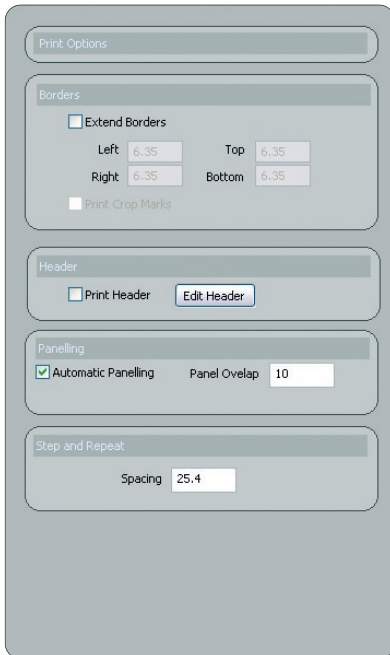 Print Options
Borders
Extend Borders
Left 6.35 Top 6.35
Right 6.35 Bottom 6.35
Print Crop Marks
Header
Print Header Edit Header
Panelling
Automatic Panelling Panel Ovelap 10
Step and Repeat
Spacing 25.4